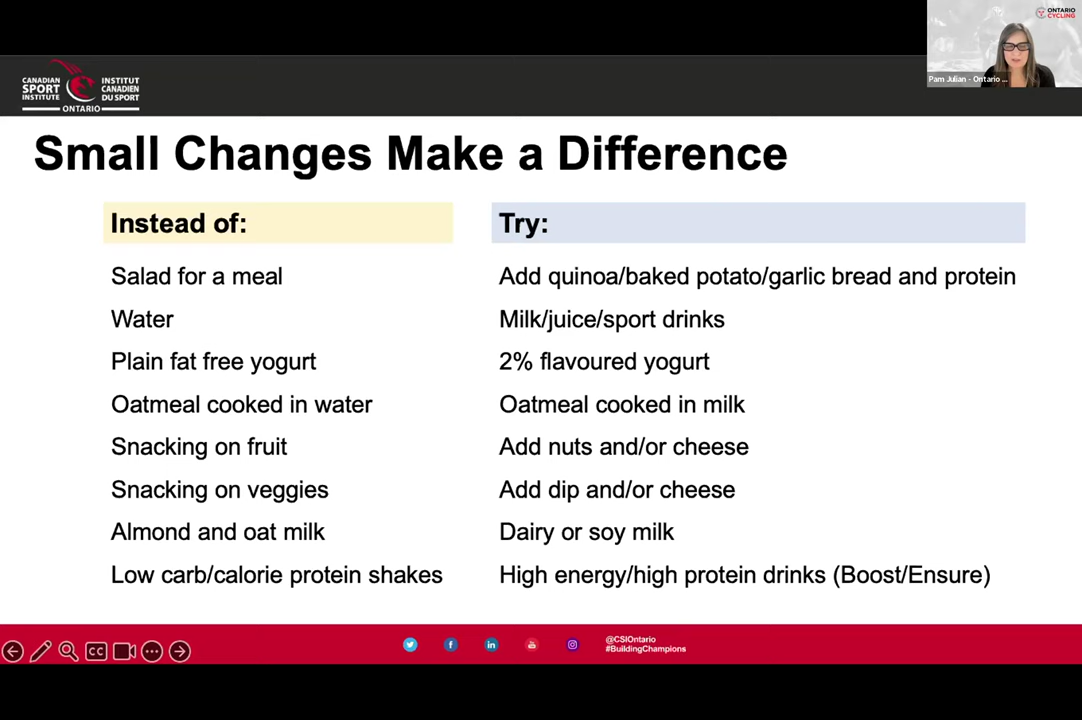 ONTARIO
CYCLING
Pam Julian - Ontario ...
CANADIAN
SPORT
INSTITUTE
INSTITUT
CANADIEN
DU SPORT
ONTARIO
Small Changes Make a Difference
Instead of:
Try:
Salad for a meal
Add quinoa/baked potato/garlic bread and protein
Water
Milk/juice/sport drinks
Plain fat free yogurt
2% flavoured yogurt
Oatmeal cooked in water
Oatmeal cooked in milk
Snacking on fruit
Add nuts and/or cheese
Snacking on veggies
Add dip and/or cheese
Almond and oat milk
Dairy or soy milk
Low carb/calorie protein shakes
High energy/high protein drinks (Boost/Ensure)
CC
@CSIOntario
#BuildingChampions